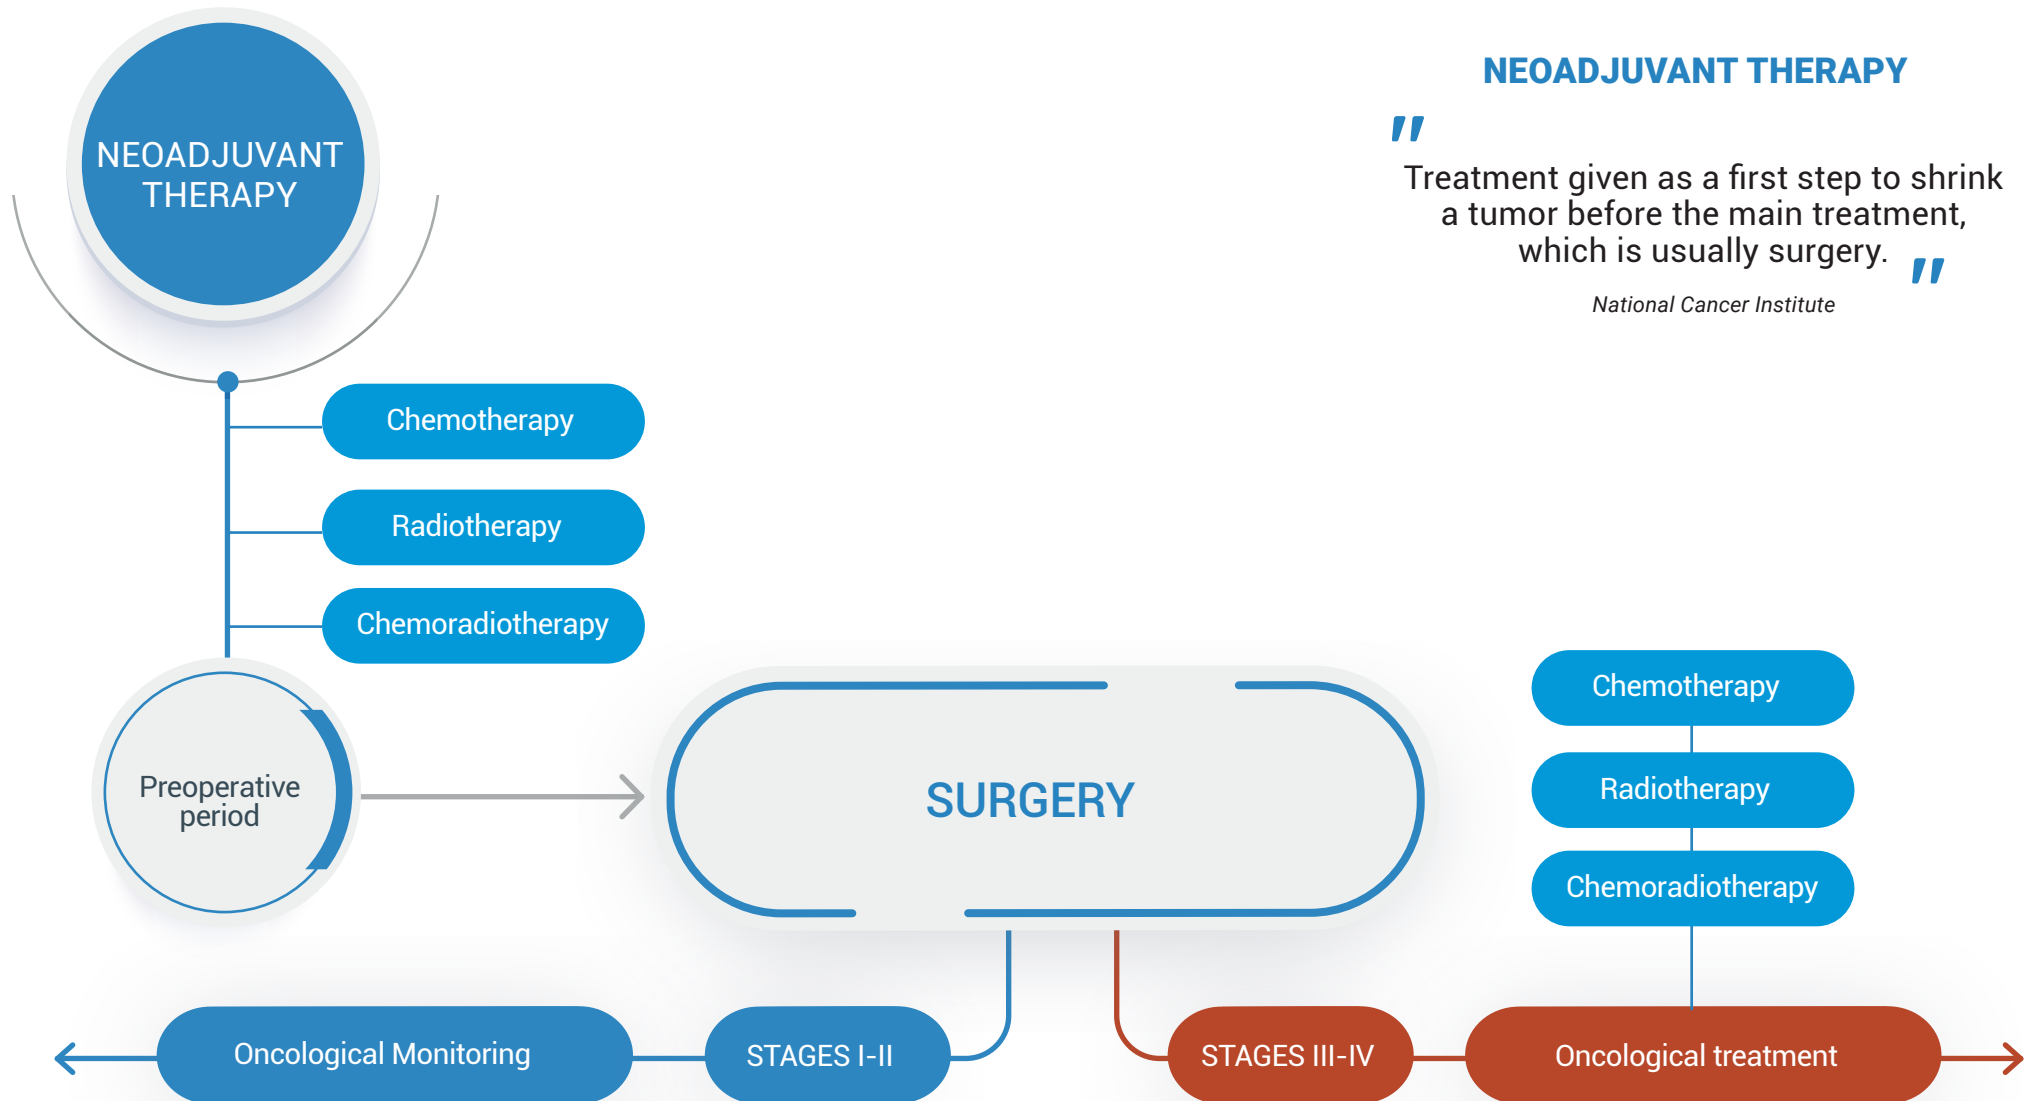 NEOADJUVANT
THERAPY
NEOADJUVANT THERAPY
"
Treatment given as a first step to shrink
a tumor before the main treatment,
which is usually surgery.
"
National Cancer Institute
Chemotherapy
Radiotherapy
Chemoradiotherapy
Preoperative
period
SURGERY
Chemotherapy
Radiotherapy
Chemoradiotherapy
Oncological Monitoring
STAGES I-II
STAGES III-IV
Oncological treatment